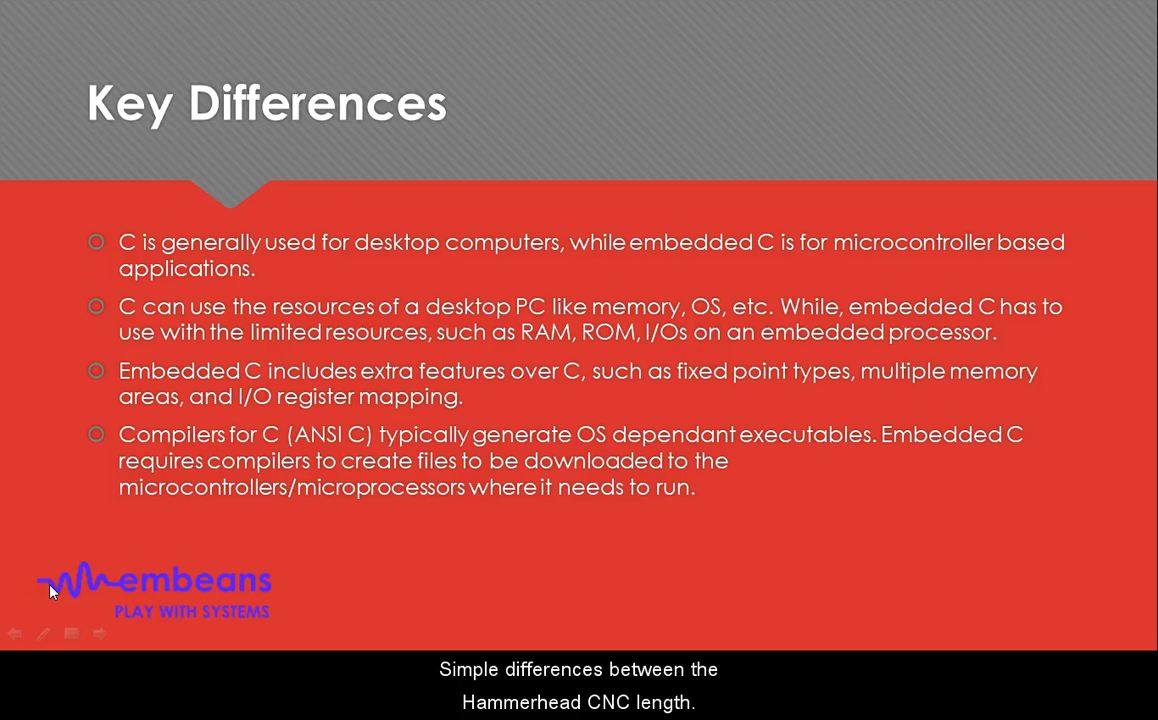 Key Differences
C is generally used for desktop computers, while embedded C is for microcontroller based
applications.
C can use the resources of a desktop PC like memory, OS, etc. While, embedded C has to
use with the limited resources, such as RAM, ROM, I/Os on an embedded processor.
Embedded C includes extra features over C, such as fixed point types, multiple memory
areas, and I/O register mapping.
Compilers for C (ANSI C) typically generate OS dependant executables. Embedded C
requires compilers to create files to be downloaded to the
microcontrollers/microprocessors where it needs to run.
embeans
PLAY WITH SYSTEMS
Simple differences between the
Hammerhead CNC length.